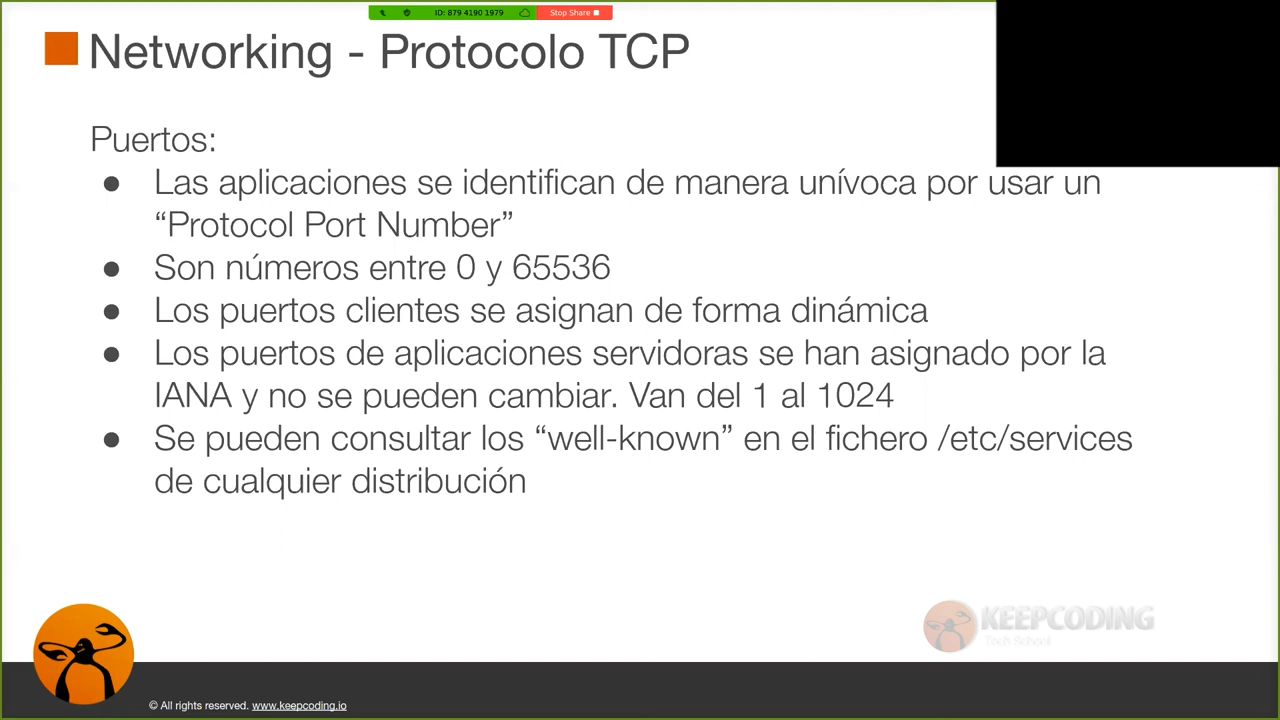 ID: 879 4190 1979
Stop Share
Networking - Protocolo TCP
Puertos:
● Las aplicaciones se identifican de manera unívoca por usar un
“Protocol Port Number”
● Son números entre 0 y 65536
● Los puertos clientes se asignan de forma dinámica
● Los puertos de aplicaciones servidoras se han asignado por la
IANA y no se pueden cambiar. Van del 1 al 1024
● Se pueden consultar los “well-known” en el fichero /etc/services
de cualquier distribución
KEEPCODING
Tech School
© All rights reserved. www.keepcoding.io